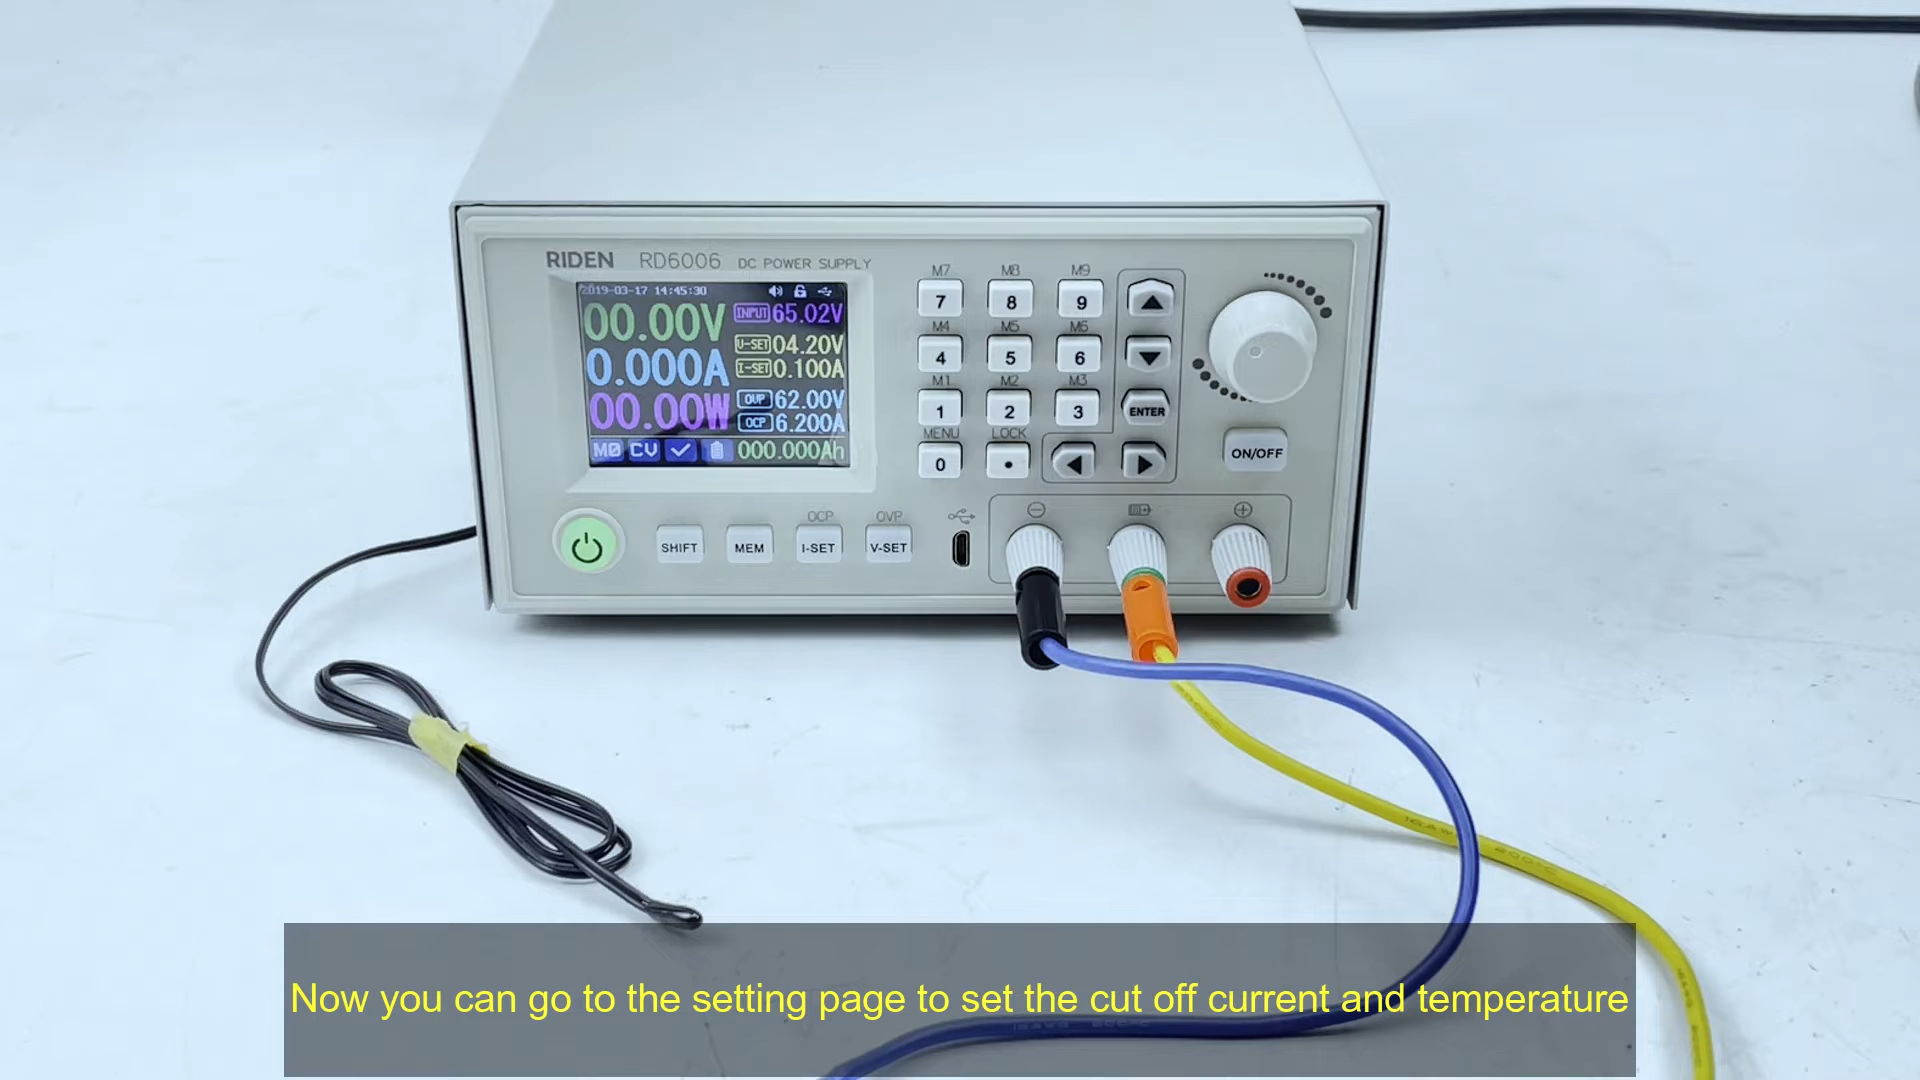 RIDEN RD6006 DC POWER SUPPLY
2019-03-17 14:45:30
00.00V
INPUT 65.02V
V-SET 04.20V
0.000A
I-SET 0.100A
00.00W
OVP 62.00V
OCP 6.200A
M0 CV 000.000Ah
M7 M8 M9
7 8 9
M4 M5 M6
4 5 6
M1 M2 M3
1 2 3 ENTER
MENU LOCK
0 •
ON/OFF
OCP OVP
SHIFT MEM I-SET V-SET
200°C
Now you can go to the setting page to set the cut off current and temperature